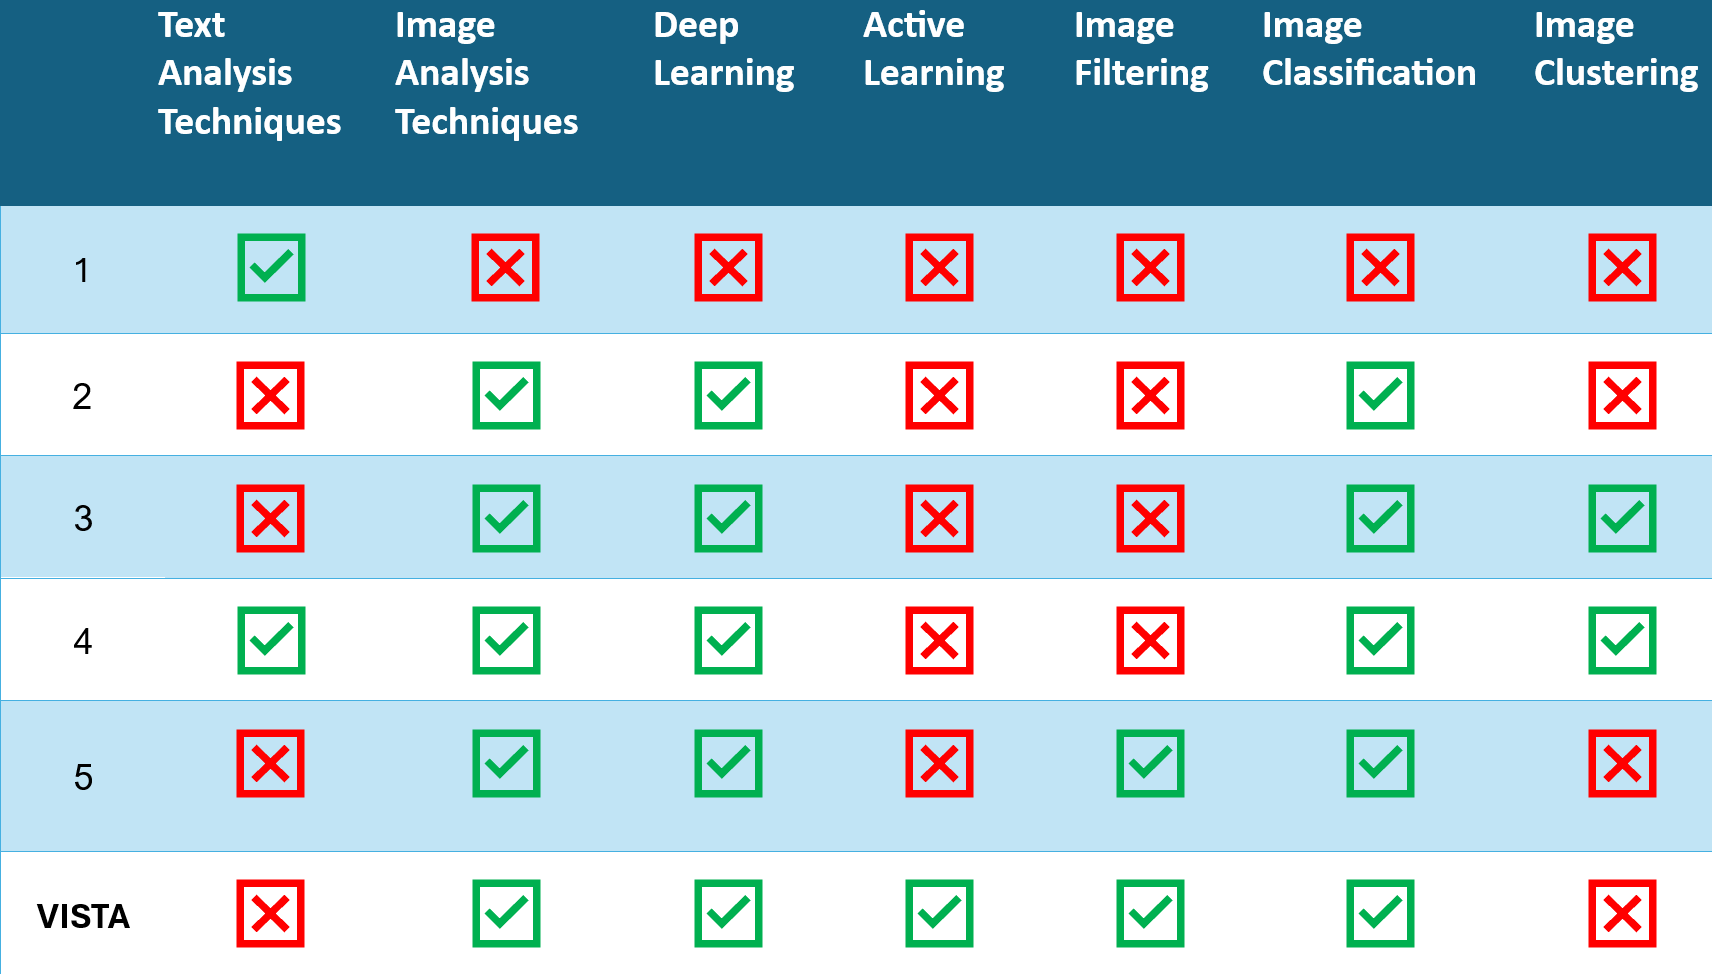 Text Analysis Techniques
Image Analysis Techniques
Deep Learning
Active Learning
Image Filtering
Image Classification
Image Clustering
1
2
3
4
5
VISTA